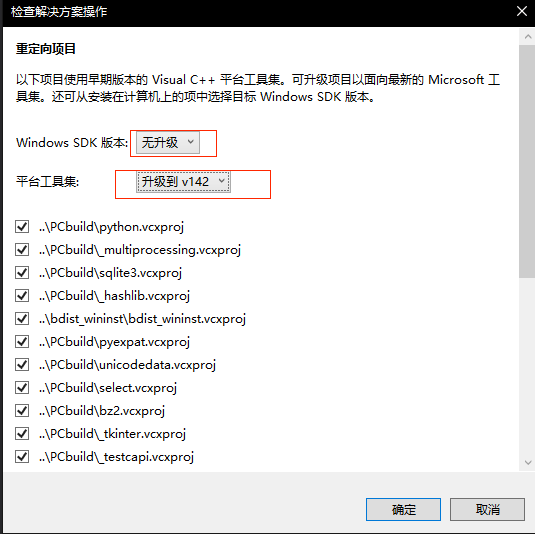 检查解决方案操作
重定向项目
以下项目使用早期版本的 Visual C++ 平台工具集。可升级项目以面向最新的 Microsoft 工
具集。还可从安装在计算机上的项中选择目标 Windows SDK 版本。
Windows SDK 版本: 无升级
平台工具集: 升级到 v142
..\PCbuild\python.vcxproj
..\PCbuild\_multiprocessing.vcxproj
..\PCbuild\sqlite3.vcxproj
..\PCbuild\_hashlib.vcxproj
..\bdist_wininst\bdist_wininst.vcxproj
..\PCbuild\pyexpat.vcxproj
..\PCbuild\unicodedata.vcxproj
..\PCbuild\select.vcxproj
..\PCbuild\bz2.vcxproj
..\PCbuild\_tkinter.vcxproj
..\PCbuild\_testcapi.vcxproj
确定 取消